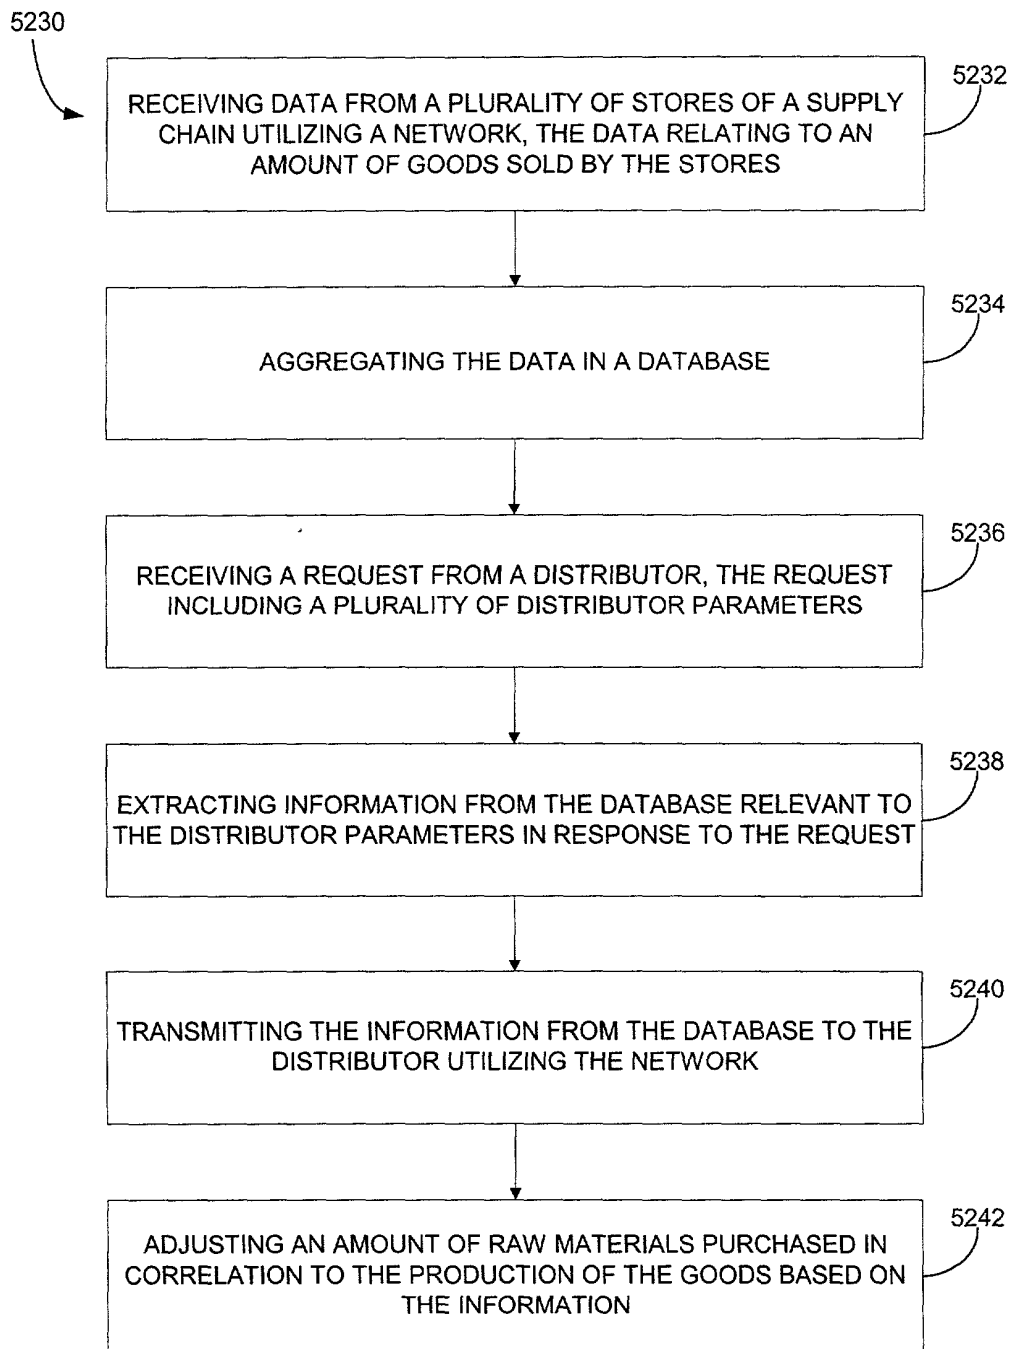 5230
5232
RECEIVING DATA FROM A PLURALITY OF STORES OF A SUPPLY
CHAIN UTILIZING A NETWORK, THE DATA RELATING TO AN
AMOUNT OF GOODS SOLD BY THE STORES
5234
AGGREGATING THE DATA IN A DATABASE
5236
RECEIVING A REQUEST FROM A DISTRIBUTOR, THE REQUEST
INCLUDING A PLURALITY OF DISTRIBUTOR PARAMETERS
5238
EXTRACTING INFORMATION FROM THE DATABASE RELEVANT TO
THE DISTRIBUTOR PARAMETERS IN RESPONSE TO THE REQUEST
5240
TRANSMITTING THE INFORMATION FROM THE DATABASE TO THE
DISTRIBUTOR UTILIZING THE NETWORK
5242
ADJUSTING AN AMOUNT OF RAW MATERIALS PURCHASED IN
CORRELATION TO THE PRODUCTION OF THE GOODS BASED ON
THE INFORMATION